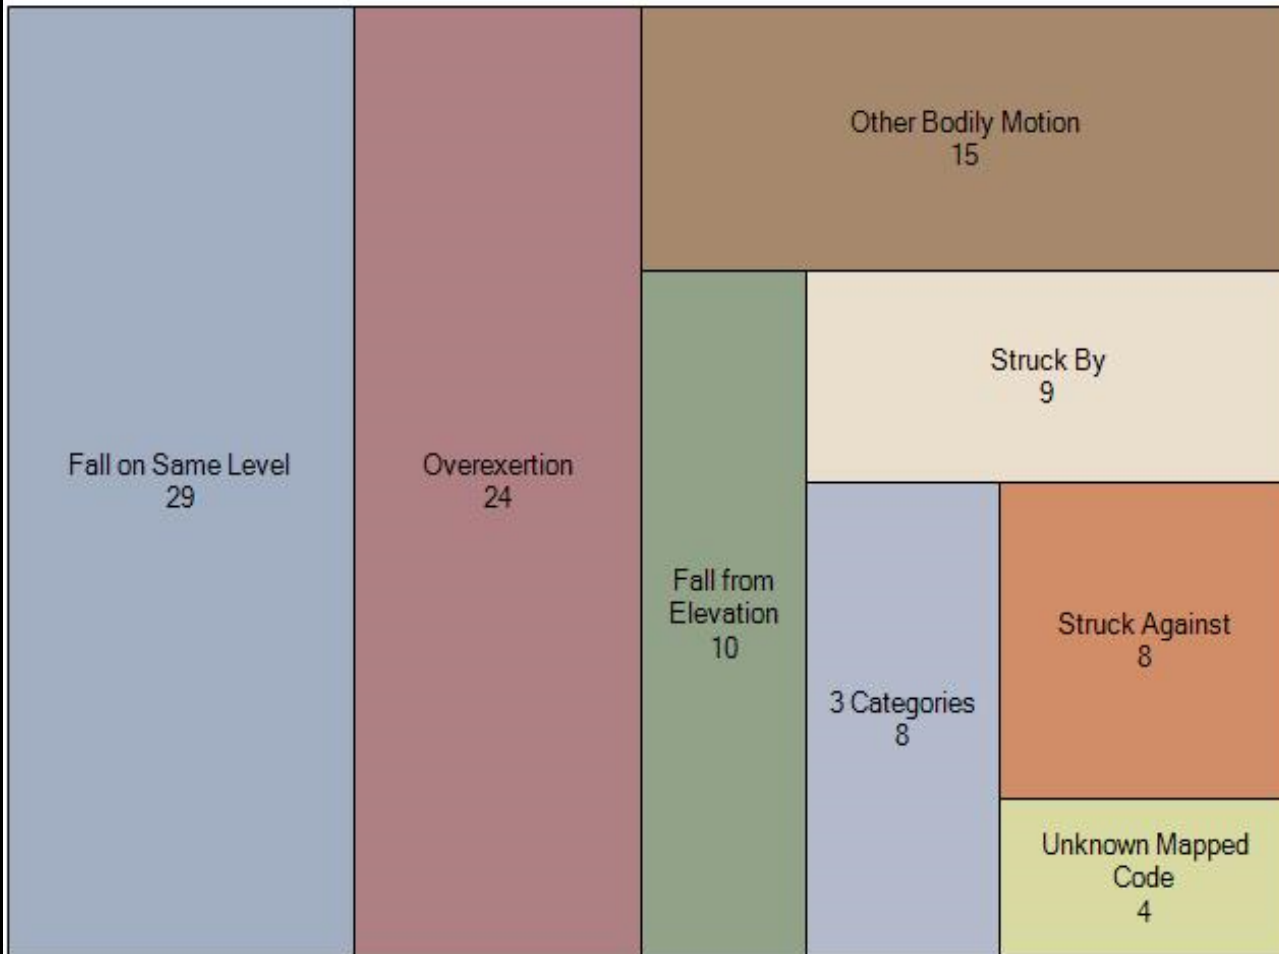 Other Bodily Motion
15
Struck By
9
Fall on Same Level
29
Overexertion
24
Fall from
Elevation
10
Struck Against
8
3 Categories
8
Unknown Mapped
Code
4